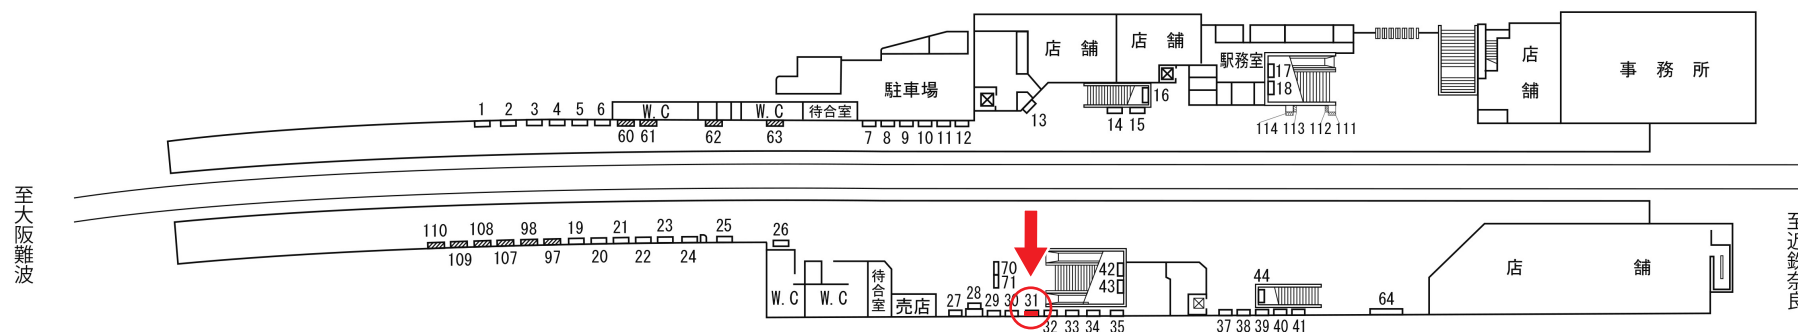 店 舗
店 舗
駅務室
店
舗
事 務 所
駐車場
17
18
16
1 2 3 4 5 6
W.C
W.C
待合室
60 61 62 63
7 8 9 10 11 12
13
14 15
114 113 112 111
至大阪難波
至近鉄奈良
110 108 98 19 21 23 25
109 107 97 20 22 24
26
W.C
W.C
待合室
売店
70
71
42
43
27 28 29 30 31
32 33 34 35
44
37 38 39 40 41
64
店 舗